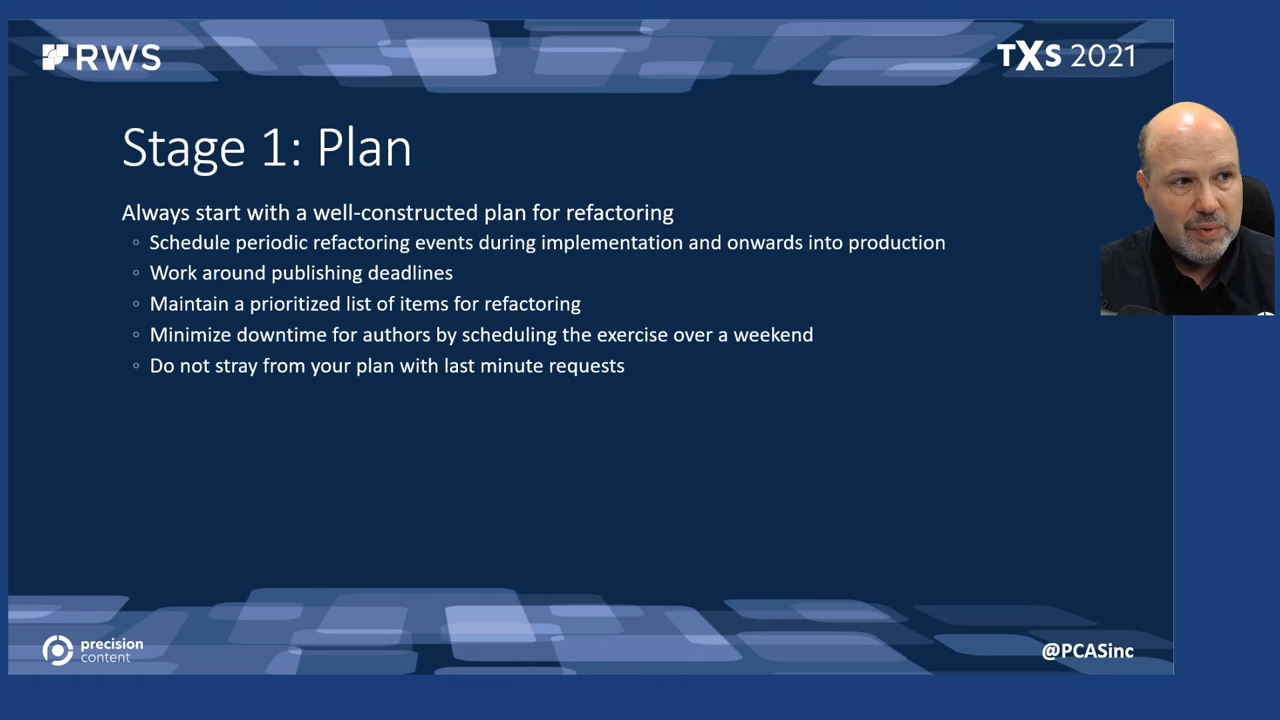 RWS
TXS 2021
Stage 1: Plan
Always start with a well-constructed plan for refactoring
Schedule periodic refactoring events during implementation and onwards into production
Work around publishing deadlines
Maintain a prioritized list of items for refactoring
Minimize downtime for authors by scheduling the exercise over a weekend
Do not stray from your plan with last minute requests
precision
content
@PCASinc